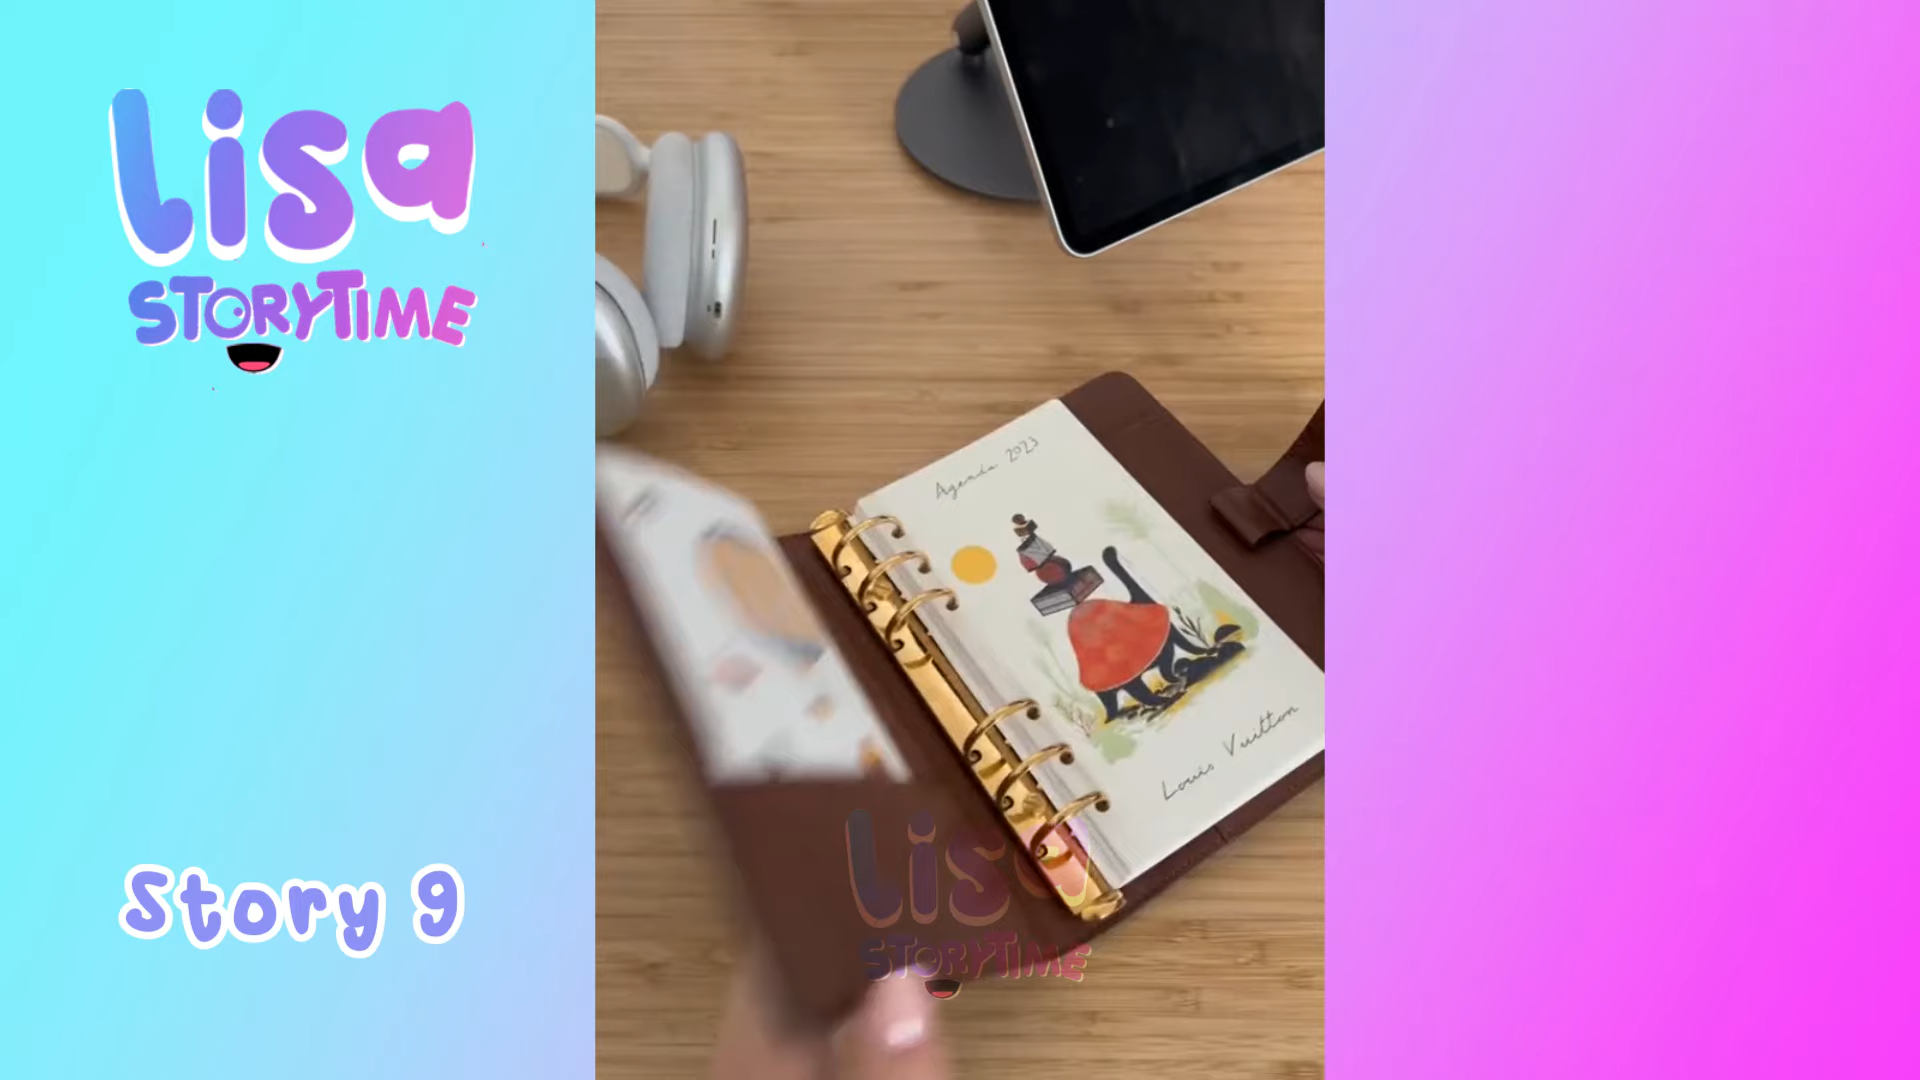 Lisa
STORYTIME
Story 9
Agenda 2023
Louis Vuitton
Lisa
STORYTIME